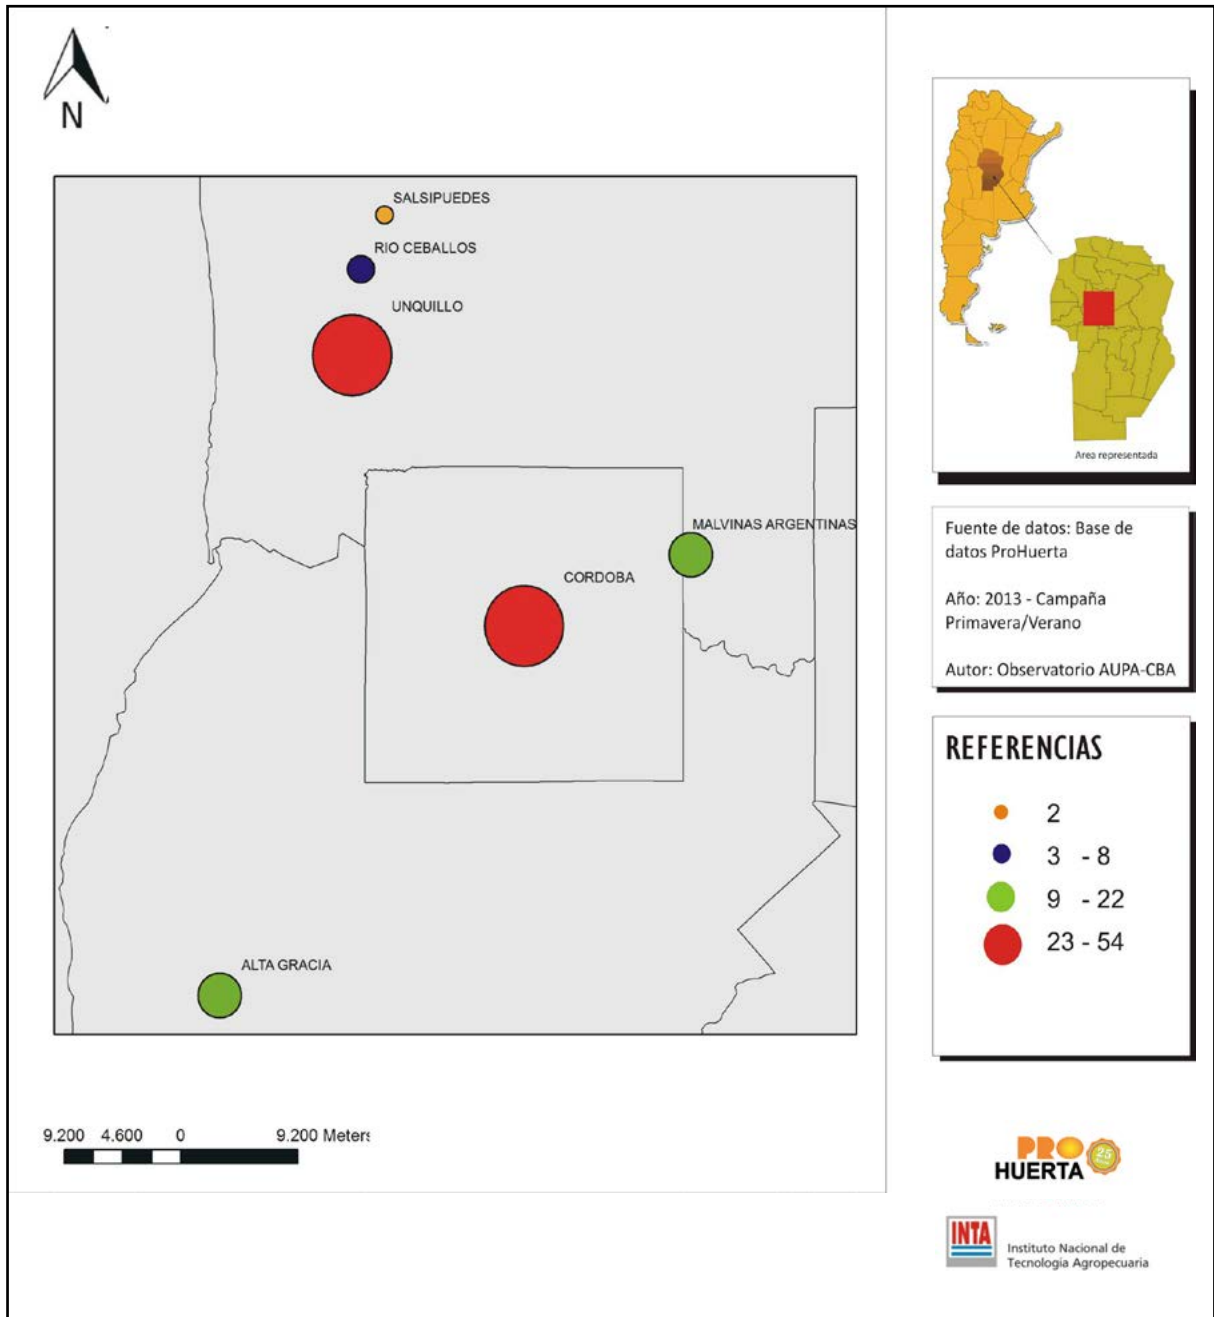 N
SALSIPUEDES
RIO CEBALLOS
UNQUILLO
MALVINAS ARGENTINAS
CORDOBA
ALTA GRACIA
9.200 4.600 0 9.200 Meters
Area representada
Fuente de datos: Base de
datos ProHuerta
Año: 2013 - Campaña
Primavera/Verano
Autor: Observatorio AUPA-CBA
REFERENCIAS
2
3 - 8
9 - 22
23 - 54
PRO
HUERTA
25
INTA
Instituto Nacional de
Tecnología Agropecuaria